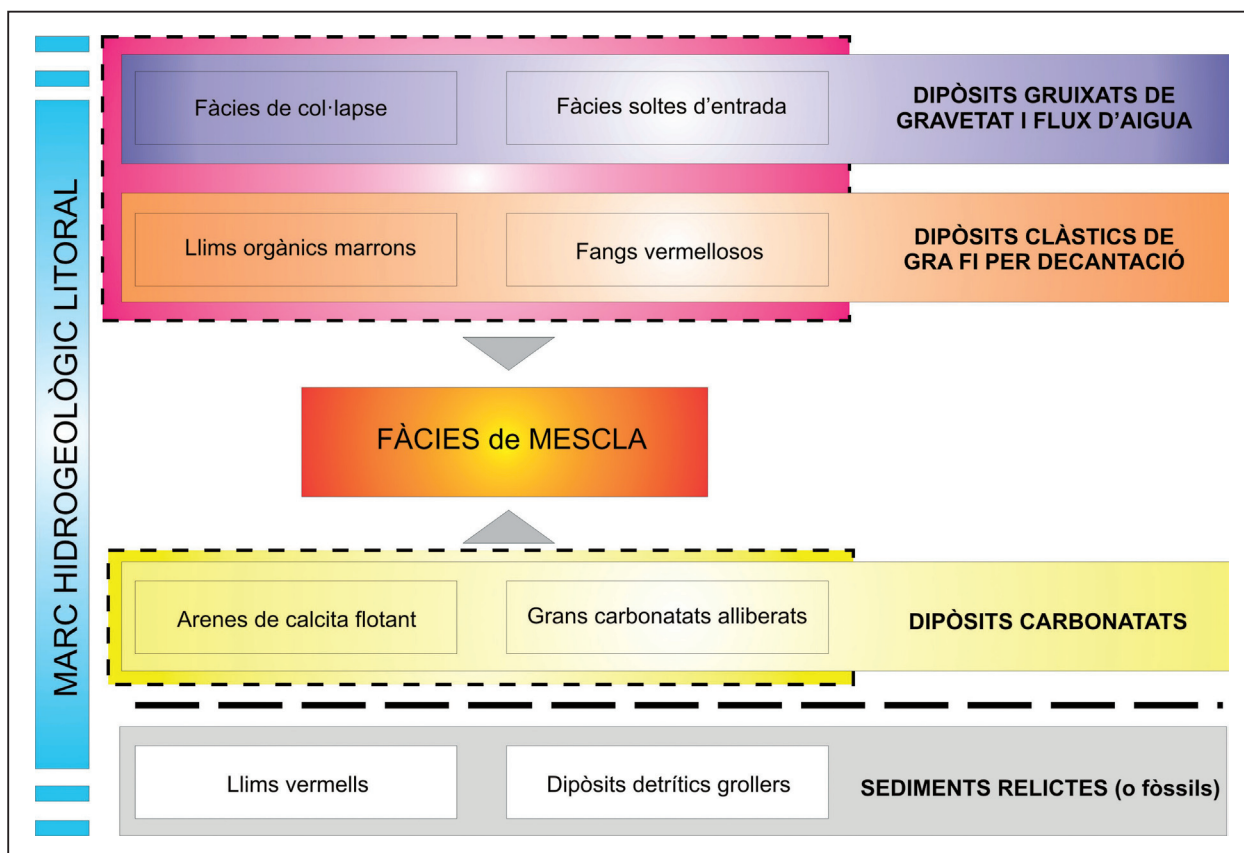 MARC HIDROGEOLÒGIC LITORAL
Fàcies de col·lapse
Fàcies soltes d'entrada
DIPÒSITS GRUIXATS DE
GRAVETAT I FLUX D'AIGUA
Llims orgànics marrons
Fangs vermellosos
DIPÒSITS CLÀSTICS DE
GRA FI PER DECANTACIÓ
FÀCIES de MESCLA
Arenes de calcita flotant
Grans carbonatats alliberats
DIPÒSITS CARBONATATS
Llims vermells
Dipòsits detrítics grollers
SEDIMENTS RELICTES (o fòssils)